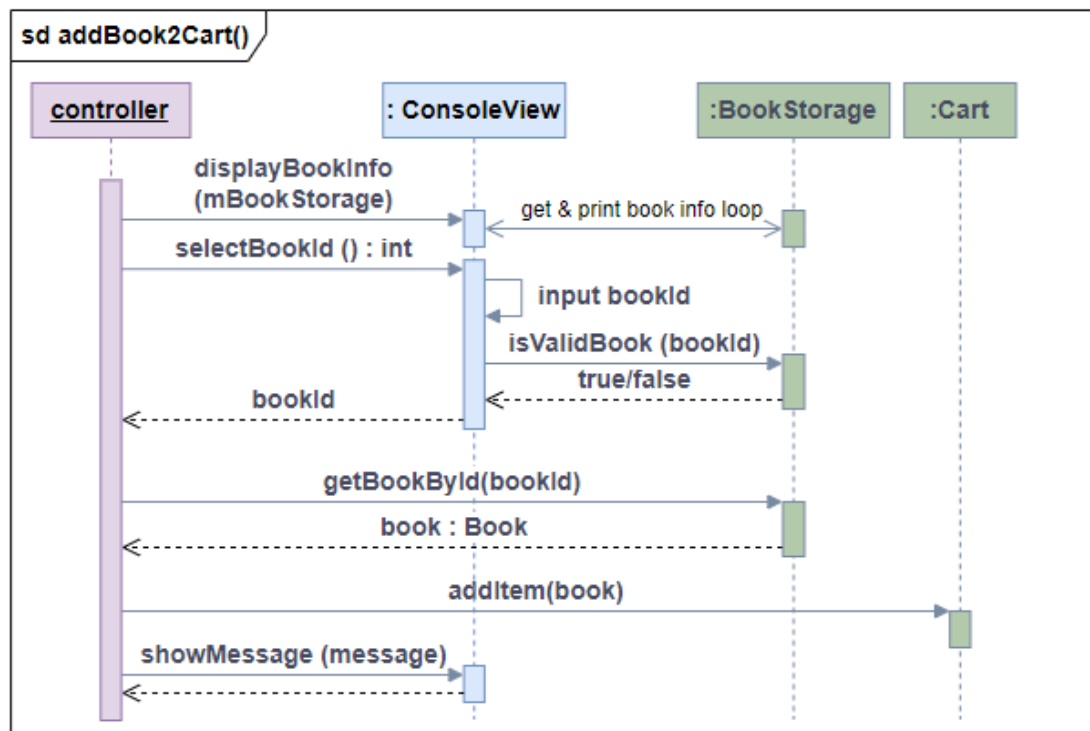 sd addBook2Cart()
controller
: ConsoleView
:BookStorage
:Cart
displayBookInfo
(mBookStorage)
get & print book info loop
selectBookId () : int
input bookId
isValidBook (bookId)
true/false
bookId
getBookById(bookId)
book : Book
addItem(book)
showMessage (message)